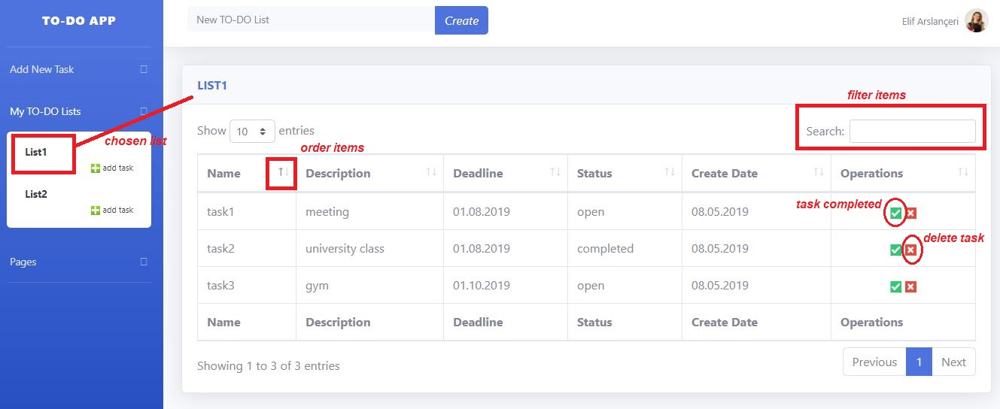 TO-DO APP
New TO-DO List Create
Elif Arslançeri
Add New Task
My TO-DO Lists
chosen list
List1
add task
List2
add task
Pages
LIST1
filter items
Show 10 entries
Search:
order items
Name Description Deadline Status Create Date Operations
task completed
task1 meeting 01.08.2019 open 08.05.2019
delete task
task2 university class 01.08.2019 completed 08.05.2019
task3 gym 01.10.2019 open 08.05.2019
Name Description Deadline Status Create Date Operations
Showing 1 to 3 of 3 entries
Previous 1 Next